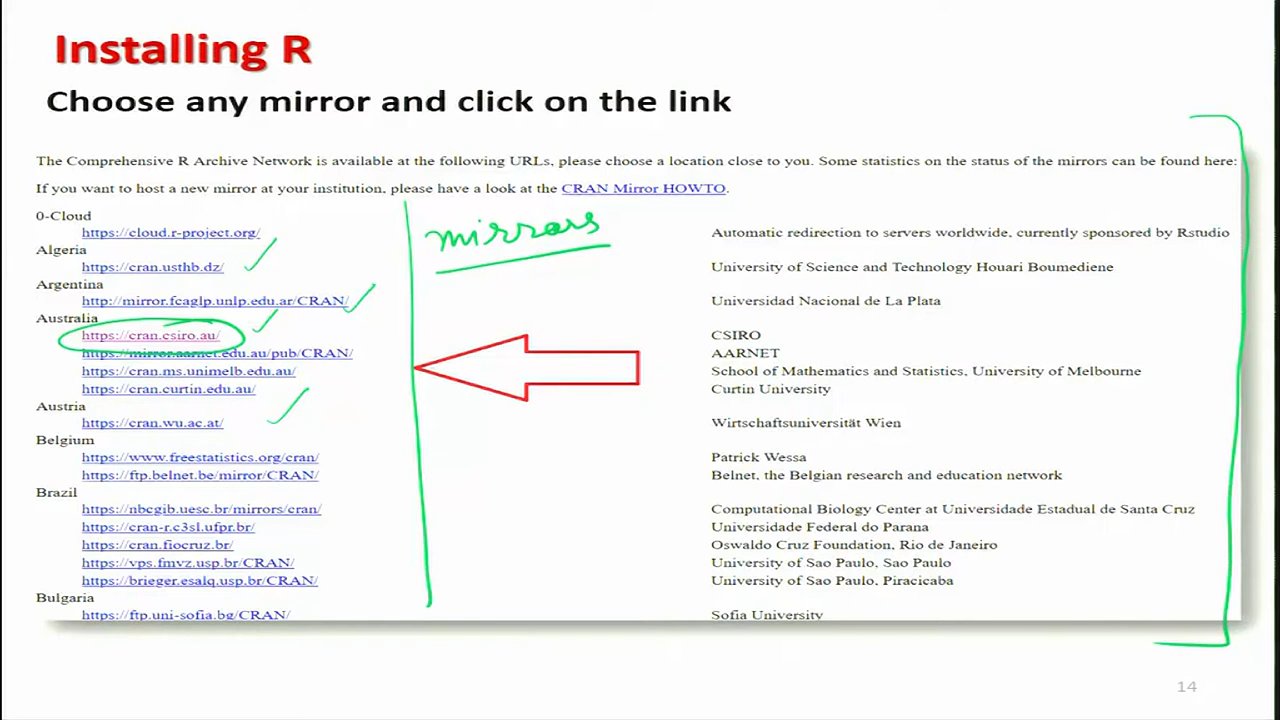 Installing R
Choose any mirror and click on the link
The Comprehensive R Archive Network is available at the following URLs, please choose a location close to you. Some statistics on the status of the mirrors can be found here:
If you want to host a new mirror at your institution, please have a look at the CRAN Mirror HOWTO.
0-Cloud
mirrors
https://cloud.r-project.org/ Automatic redirection to servers worldwide, currently sponsored by Rstudio
Algeria
https://cran.usthb.dz/ University of Science and Technology Houari Boumediene
Argentina
http://mirror.fcaglp.unlp.edu.ar/CRAN/ Universidad Nacional de La Plata
Australia
https://cran.csiro.au/ CSIRO
https://mirror.aarnet.edu.au/pub/CRAN/ AARNET
https://cran.ms.unimelb.edu.au/ School of Mathematics and Statistics, University of Melbourne
https://cran.curtin.edu.au/ Curtin University
Austria
https://cran.wu.ac.at/ Wirtschaftsuniversität Wien
Belgium
https://www.freestatistics.org/cran/ Patrick Wessa
https://ftp.belnet.be/mirror/CRAN/ Belnet, the Belgian research and education network
Brazil
https://nbcgib.uesc.br/mirrors/cran/ Computational Biology Center at Universidade Estadual de Santa Cruz
https://cran-r.c3sl.ufpr.br/ Universidade Federal do Parana
https://cran.fiocruz.br/ Oswaldo Cruz Foundation, Rio de Janeiro
https://vps.fmvz.usp.br/CRAN/ University of Sao Paulo, Sao Paulo
https://brieger.esalq.usp.br/CRAN/ University of Sao Paulo, Piracicaba
Bulgaria
https://ftp.uni-sofia.bg/CRAN/ Sofia University
14